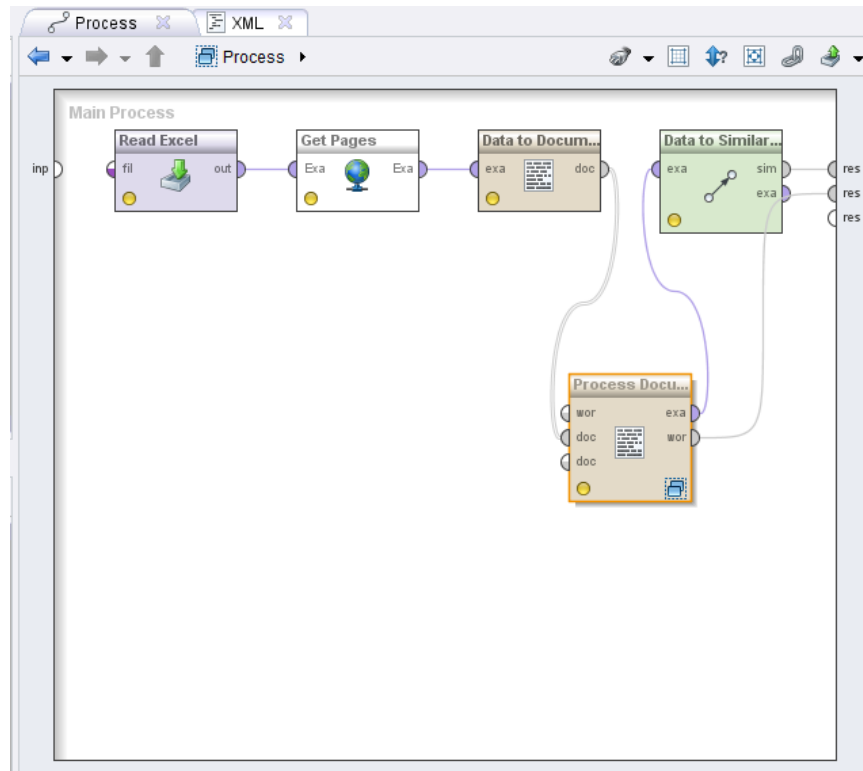 Process
XML
Process
Main Process
Read Excel
Get Pages
Data to Docum...
Data to Similar...
inp
fil
out
Exa
Exa
exa
doc
exa
sim
res
exa
res
res
Process Docu...
wor
exa
doc
wor
doc